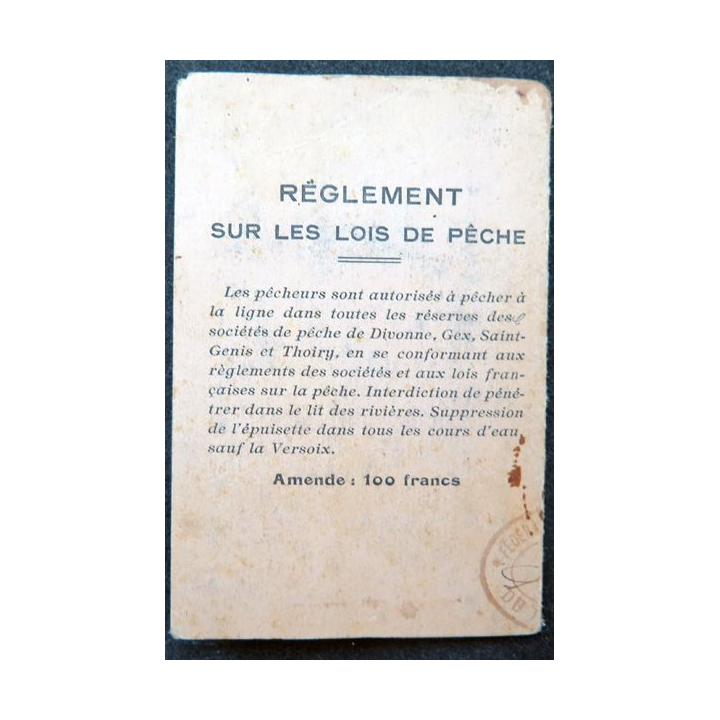 RÈGLEMENT
SUR LES LOIS DE PÊCHE
Les pêcheurs sont autorisés à pêcher à
la ligne dans toutes les réserves des
sociétés de pêche de Divonne, Gex, Saint-
Genis et Thoiry, en se conformant aux
règlements des sociétés et aux lois fran-
çaises sur la pêche. Interdiction de péné-
trer dans le lit des rivières. Suppression
de l'épuisette dans tous les cours d'eau,
sauf la Versoix.
Amende : 100 francs